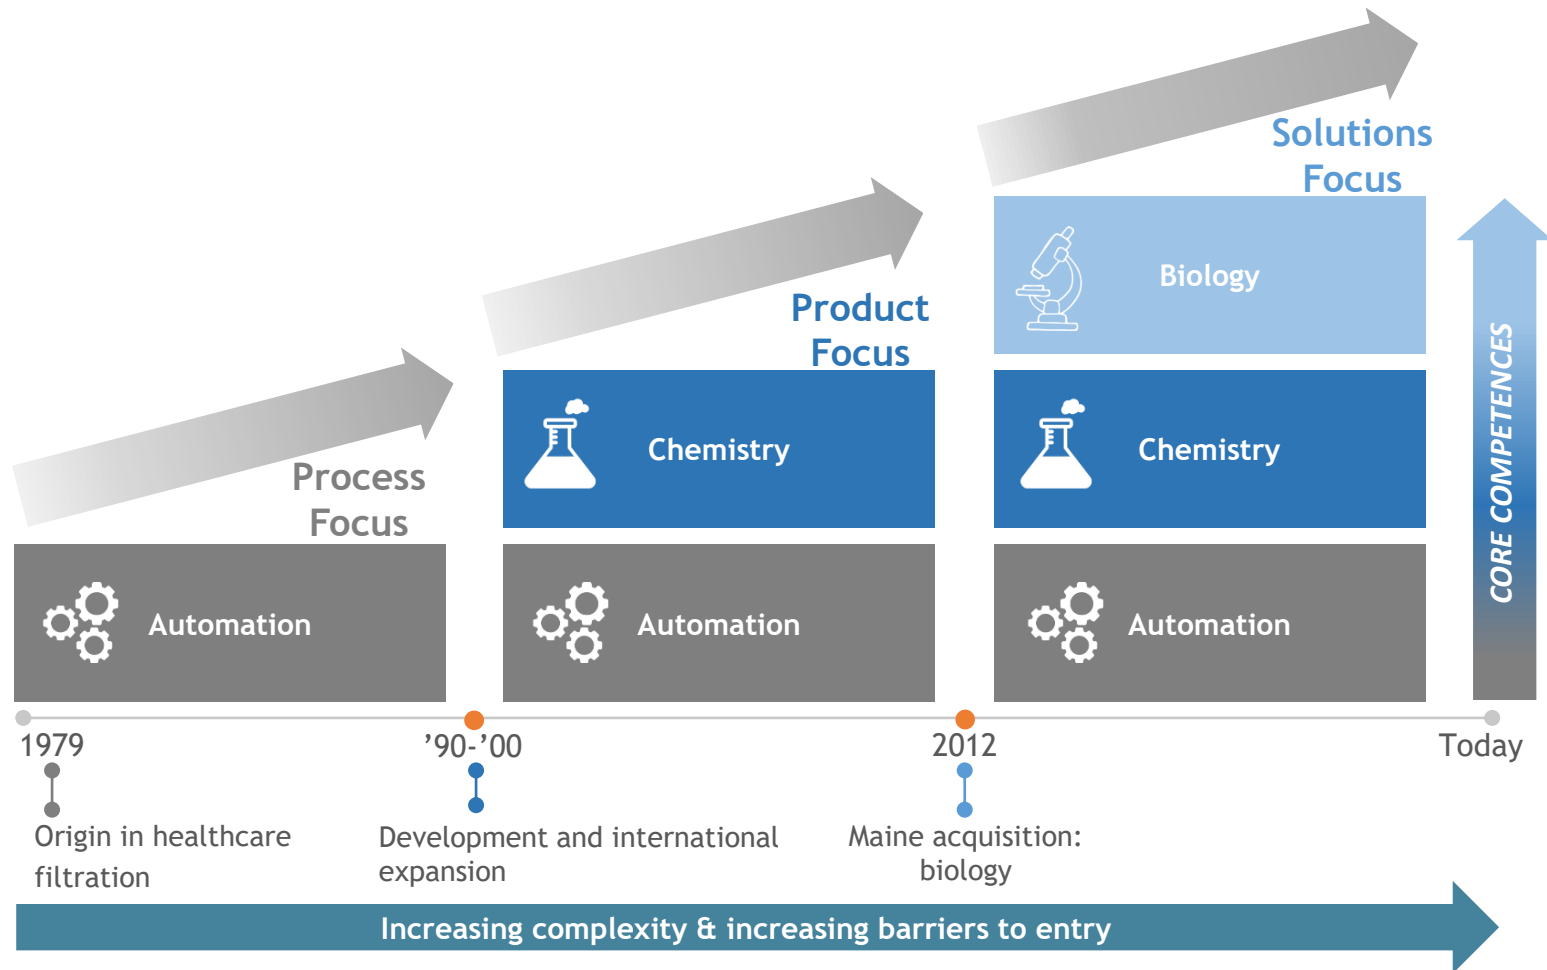 Solutions
Focus
Biology
Product
Focus
Chemistry
Chemistry
Process
Focus
Automation
Automation
Automation
CORE COMPETENCES
1979
’90-’00
2012
Today
Origin in healthcare
filtration
Development and international
expansion
Maine acquisition:
biology
Increasing complexity & increasing barriers to entry